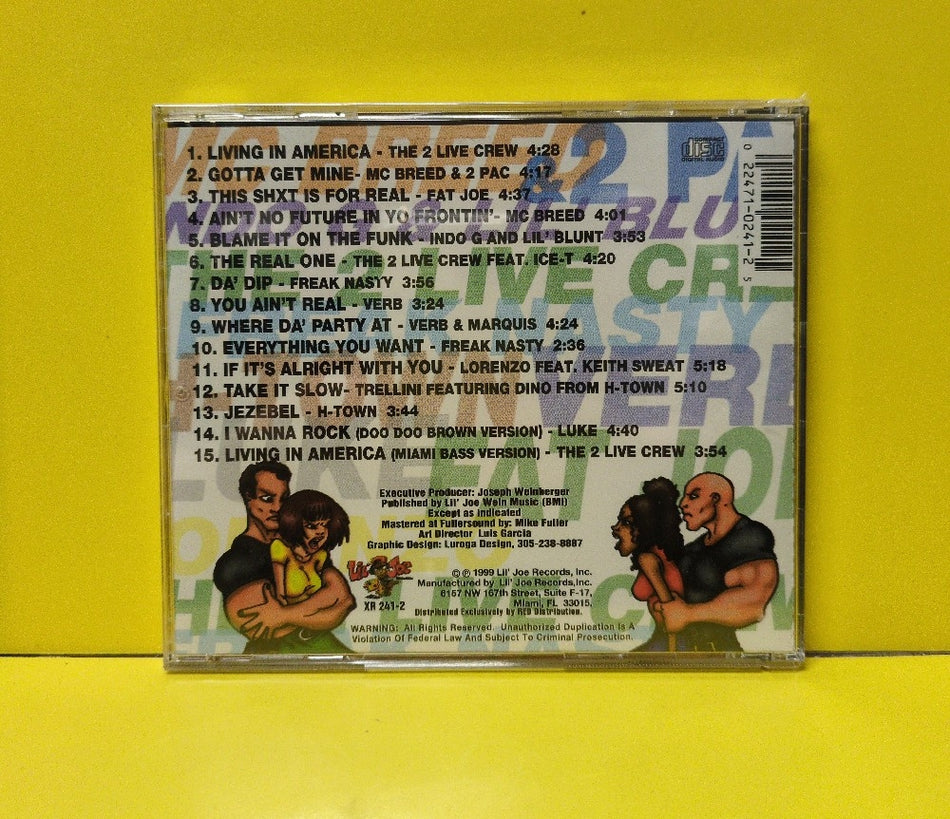 1. LIVING IN AMERICA - THE 2 LIVE CREW 4:28
2. GOTTA GET MINE- MC BREED & 2 PAC 4:17
3. THIS SHXT IS FOR REAL - FAT JOE 4:37
4. AIN'T NO FUTURE IN YO FRONTIN'- MC BREED 4:01
5. BLAME IT ON THE FUNK - INDO G AND LIL' BLUNT 3:53
6. THE REAL ONE - THE 2 LIVE CREW FEAT. ICE-T 4:20
7. DA' DIP - FREAK NASTY 3:56
8. YOU AIN'T REAL - VERB 3:24
9. WHERE DA' PARTY AT - VERB & MARQUIS 4:24
10. EVERYTHING YOU WANT - FREAK NASTY 2:36
11. IF IT'S ALRIGHT WITH YOU - LORENZO FEAT. KEITH SWEAT 5:18
12. TAKE IT SLOW- TRELLINI FEATURING DINO FROM H-TOWN 5:10
13. JEZEBEL - H-TOWN 3:44
14. I WANNA ROCK (DOO DOO BROWN VERSION) - LUKE 4:40
15. LIVING IN AMERICA (MIAMI BASS VERSION) - THE 2 LIVE CREW 3:54
COMPACT
disc
DIGITAL AUDIO
0 22471-0241-2 5
Executive Producer: Joseph Weinberger
Published by Lil' Joe Wein Music (BMI)
Except as indicated
Mastered at Fullersound by: Mike Fuller
Art Director Luis Garcia
Graphic Design: Luroga Design, 305-238-8887
Lil' Joe
XR 241-2
© ℗ 1999 Lil' Joe Records, Inc.
Manufactured by Lil' Joe Records, Inc.
6157 NW 167th Street, Suite F-17,
Miami, FL 33015.
Distributed Exclusively by RED Distribution.
WARNING: All Rights Reserved. Unauthorized Duplication Is A
Violation Of Federal Law And Subject To Criminal Prosecution.